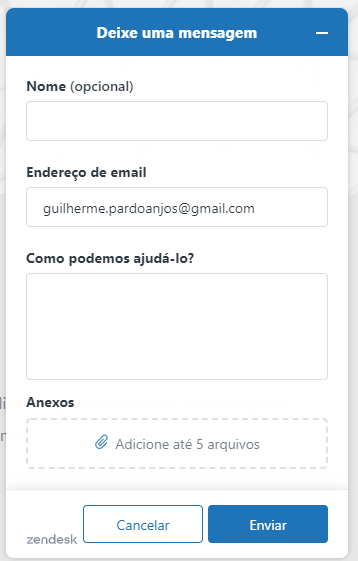 Deixe uma mensagem
Nome (opcional)
Endereço de email
guilherme.pardoanjos@gmail.com
Como podemos ajudá-lo?
Anexos
Adicione até 5 arquivos
zendesk
Cancelar
Enviar